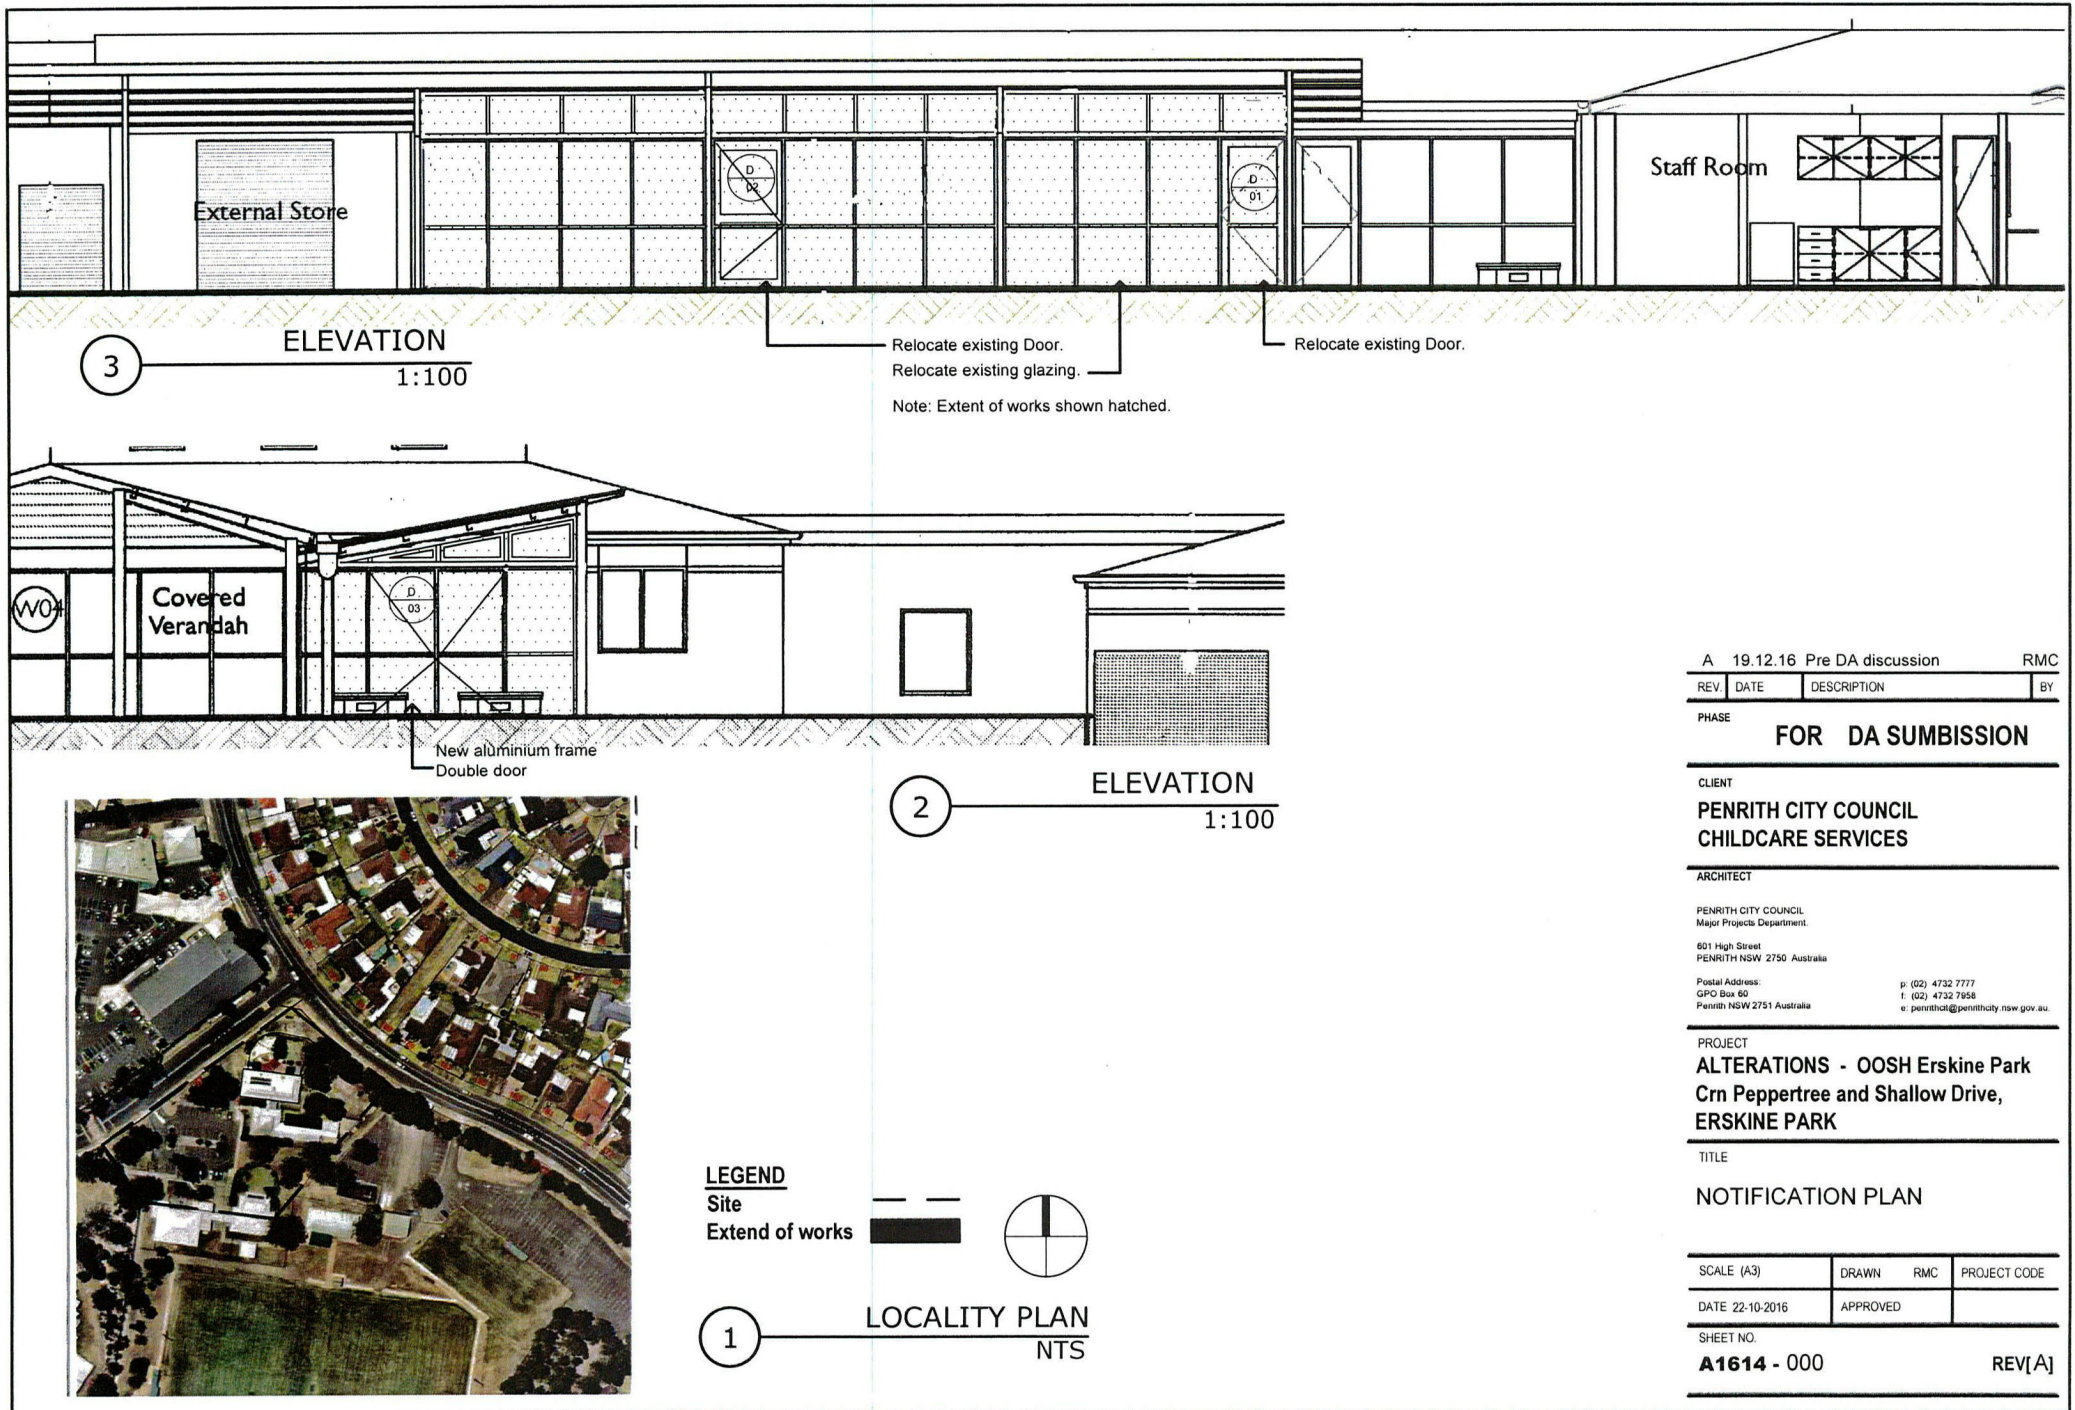 External Store
D
02
D
01
Staff Room
3
ELEVATION
1:100
Relocate existing Door.
Relocate existing glazing.
Note: Extent of works shown hatched.
Relocate existing Door.
W04
Covered
Verandah
D
03
New aluminium frame
Double door
2
ELEVATION
1:100
LEGEND
Site
Extend of works
1
LOCALITY PLAN
NTS
A 19.12.16 Pre DA discussion RMC
REV. DATE DESCRIPTION BY
PHASE
FOR DA SUMBISSION
CLIENT
PENRITH CITY COUNCIL
CHILDCARE SERVICES
ARCHITECT
PENRITH CITY COUNCIL
Major Projects Department.
601 High Street
PENRITH NSW 2750 Australia
Postal Address:
GPO Box 60
Penrith NSW 2751 Australia
p: (02) 4732 7777
f: (02) 4732 7958
e: penrithcit@penrithcity.nsw.gov.au.
PROJECT
ALTERATIONS - OOSH Erskine Park
Crn Peppertree and Shallow Drive,
ERSKINE PARK
TITLE
NOTIFICATION PLAN
SCALE (A3) DRAWN RMC PROJECT CODE
DATE 22-10-2016 APPROVED
SHEET NO.
A1614 - 000 REV[A]